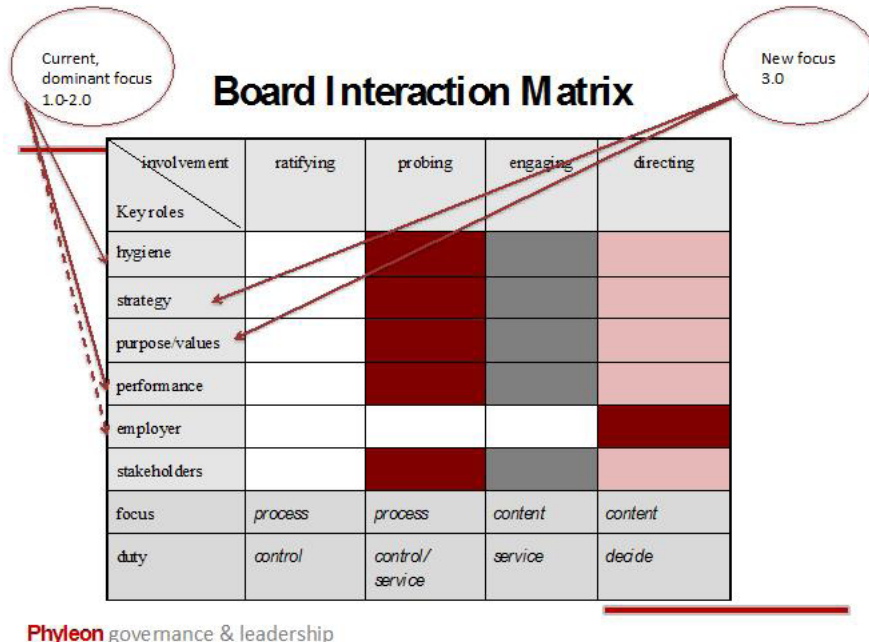 Current,
dominant focus
1.0-2.0
New focus
3.0
Board Interaction Matrix
involvement
Key roles
ratifying
probing
engaging
directing
hygiene
strategy
purpose/values
performance
employer
stakeholders
focus
process
process
content
content
duty
control
control/
service
service
decide
Phyleon governance & leadership